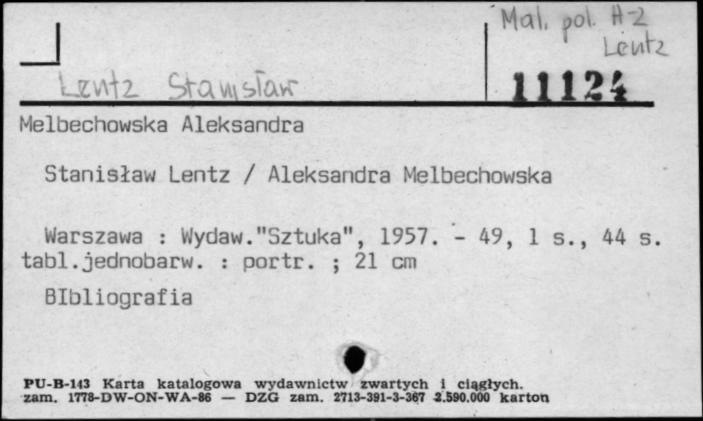 Mal. pol. A-Z
Lentz
Lentz Stanisław
11124
Melbechowska Aleksandra
Stanisław Lentz / Aleksandra Melbechowska
Warszawa : Wydaw."Sztuka", 1957. - 49, 1 s., 44 s.
tabl.jednobarw. : portr. ; 21 cm
BIbliografia
PU-B-143 Karta katalogowa wydawnictw zwartych i ciągłych.
zam. 1778-DW-ON-WA-86 — DZG zam. 2713-391-3-367 2.590.000 karton